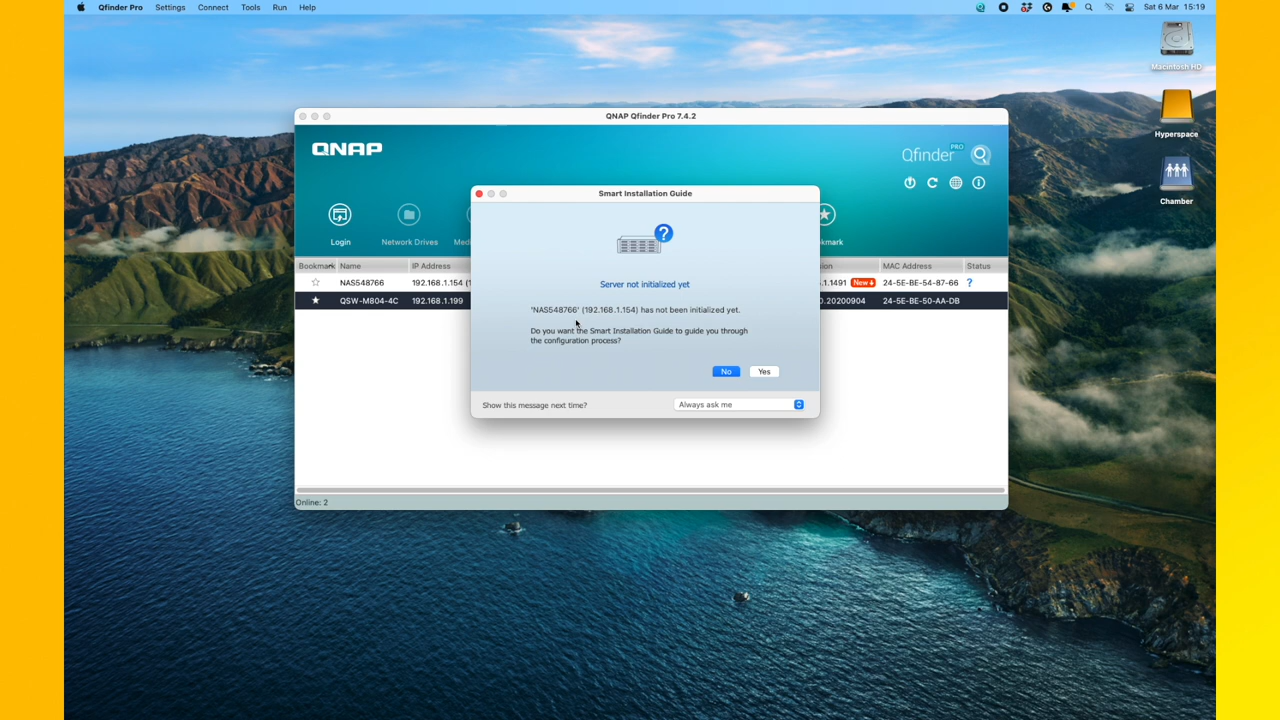 Qfinder Pro Settings Connect Tools Run Help
Sat 6 Mar 15:19
Macintosh HD
Hyperspace
Chamber
QNAP Qfinder Pro 7.4.2
QNAP
Qfinder PRO
Login
Network Drives
Bookmark Name IP Address
MAC Address Status
NAS548766 192.168.1.154
.1.1491 New 24-5E-BE-54-87-66 ?
QSW-M804-4C 192.168.1.199
0.20200904 24-5E-BE-50-AA-DB
Smart Installation Guide
?
Server not initialized yet
'NAS548766' (192.168.1.154) has not been initialized yet.
Do you want the Smart Installation Guide to guide you through
the configuration process?
No Yes
Show this message next time? Always ask me
Online: 2